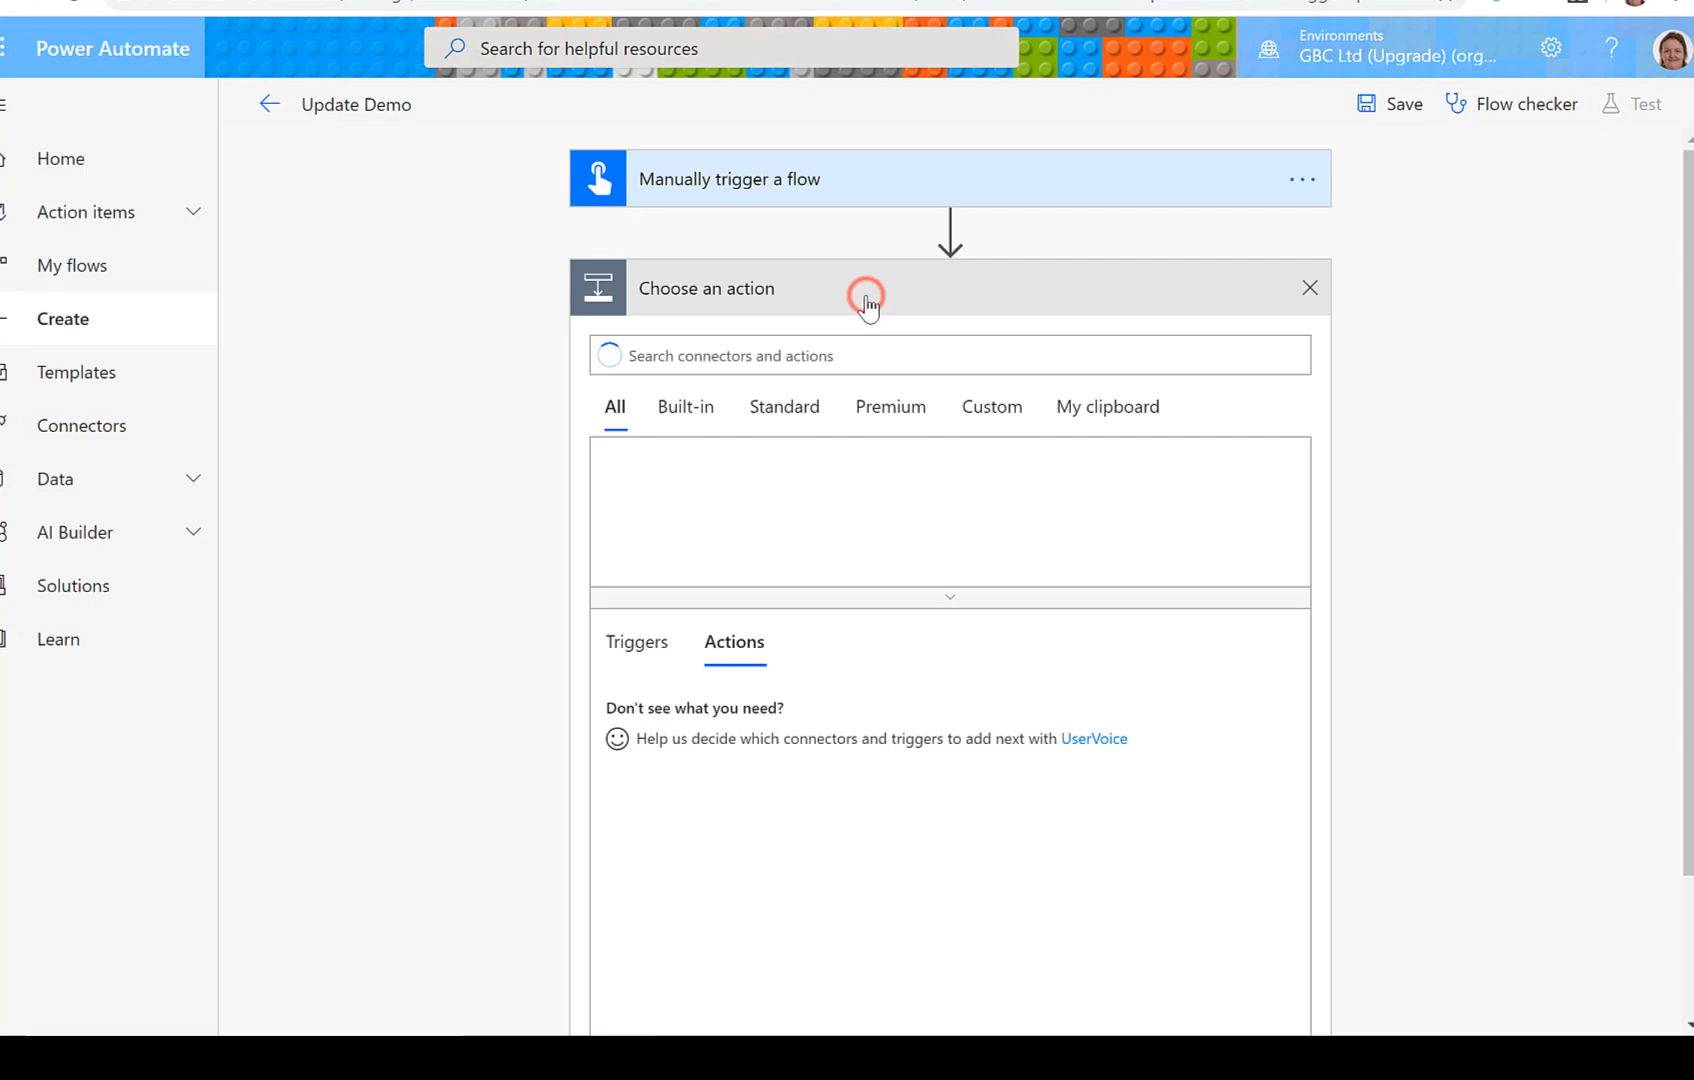 Power Automate
Search for helpful resources
Environments
GBC Ltd (Upgrade) (org...
Update Demo
Save
Flow checker
Test
Home
Action items
My flows
Create
Templates
Connectors
Data
AI Builder
Solutions
Learn
Manually trigger a flow
Choose an action
Search connectors and actions
All
Built-in
Standard
Premium
Custom
My clipboard
Triggers
Actions
Don't see what you need?
Help us decide which connectors and triggers to add next with UserVoice